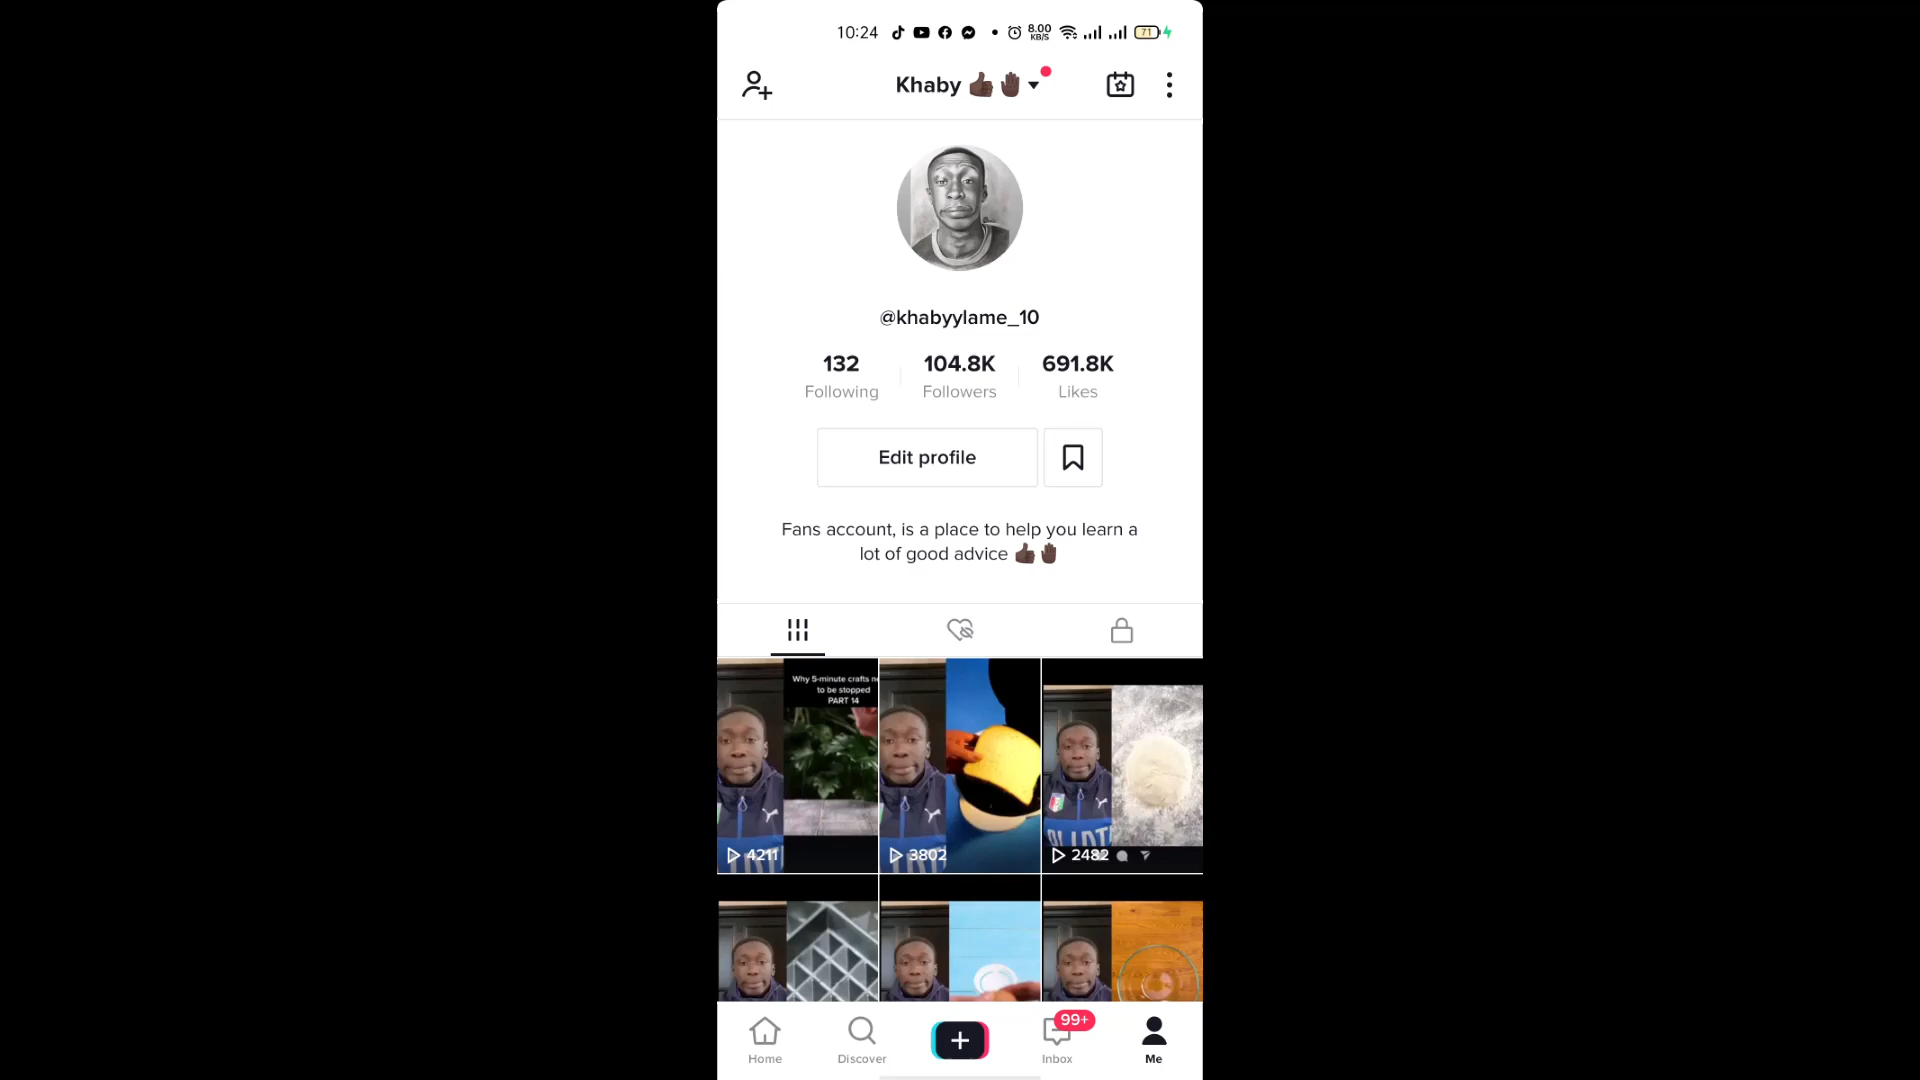 10:24 8.00 KB/S 71
Khaby 👍🏿🤚🏿
@khabyylame_10
132 104.8K 691.8K
Following Followers Likes
Edit profile
Fans account, is a place to help you learn a
lot of good advice 👍🏿🤚🏿
Why 5-minute crafts
to be stopped
PART 14
4211 3802 2482
99+
Home Discover Inbox Me